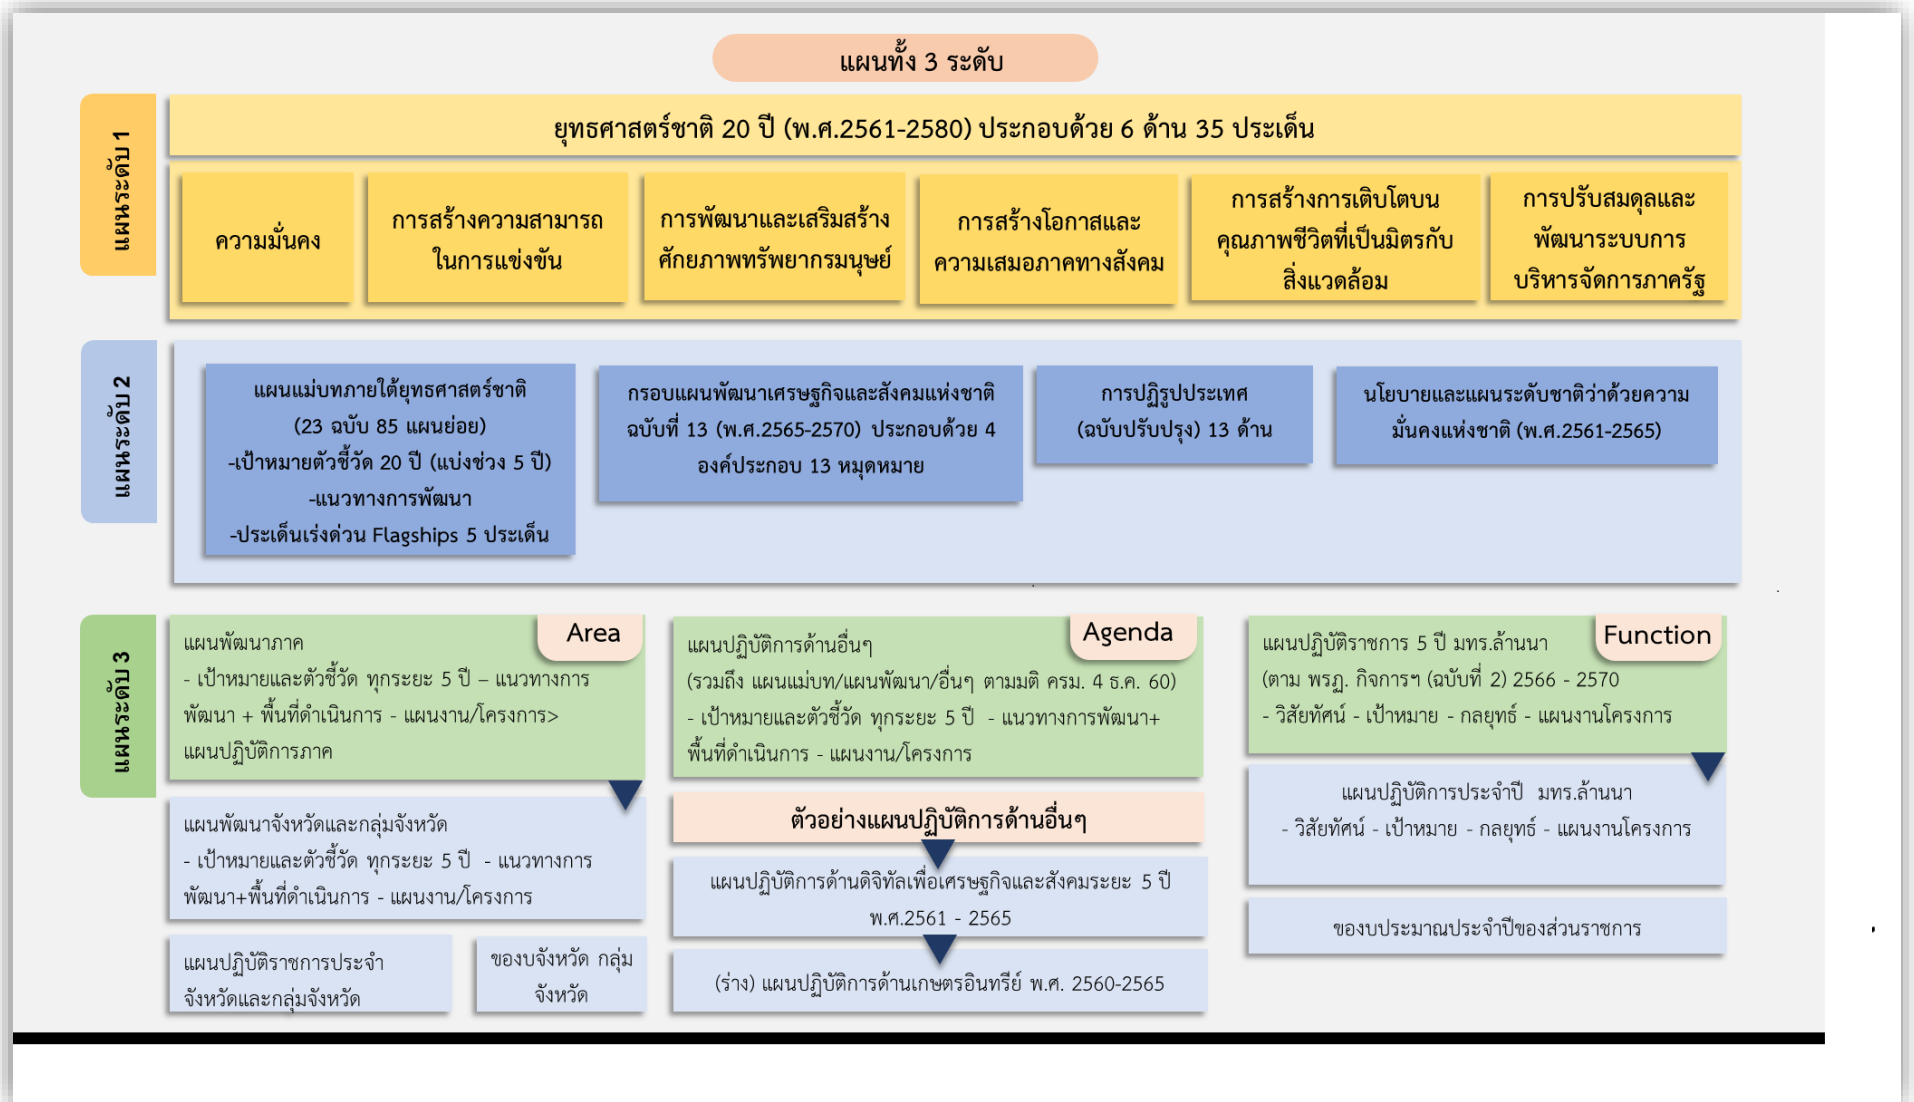 แผนทั้ง 3 ระดับ
แผนระดับ 1
ยุทธศาสตร์ชาติ 20 ปี (พ.ศ.2561-2580) ประกอบด้วย 6 ด้าน 35 ประเด็น
ความมั่นคง
การสร้างความสามารถ
ในการแข่งขัน
การพัฒนาและเสริมสร้าง
ศักยภาพทรัพยากรมนุษย์
การสร้างโอกาสและ
ความเสมอภาคทางสังคม
การสร้างการเติบโตบน
คุณภาพชีวิตที่เป็นมิตรกับ
สิ่งแวดล้อม
การปรับสมดุลและ
พัฒนาระบบการ
บริหารจัดการภาครัฐ
แผนระดับ 2
แผนแม่บทภายใต้ยุทธศาสตร์ชาติ
(23 ฉบับ 85 แผนย่อย)
-เป้าหมายตัวชี้วัด 20 ปี (แบ่งช่วง 5 ปี)
-แนวทางการพัฒนา
-ประเด็นเร่งด่วน Flagships 5 ประเด็น
กรอบแผนพัฒนาเศรษฐกิจและสังคมแห่งชาติ
ฉบับที่ 13 (พ.ศ.2565-2570) ประกอบด้วย 4
องค์ประกอบ 13 หมุดหมาย
การปฏิรูปประเทศ
(ฉบับปรับปรุง) 13 ด้าน
นโยบายและแผนระดับชาติว่าด้วยความ
มั่นคงแห่งชาติ (พ.ศ.2561-2565)
แผนระดับ 3
Area
แผนพัฒนาภาค
- เป้าหมายและตัวชี้วัด ทุกระยะ 5 ปี – แนวทางการ
พัฒนา + พื้นที่ดำเนินการ - แผนงาน/โครงการ>
แผนปฏิบัติการภาค
แผนพัฒนาจังหวัดและกลุ่มจังหวัด
- เป้าหมายและตัวชี้วัด ทุกระยะ 5 ปี - แนวทางการ
พัฒนา+พื้นที่ดำเนินการ - แผนงาน/โครงการ
แผนปฏิบัติราชการประจำ
จังหวัดและกลุ่มจังหวัด
ของบจังหวัด กลุ่ม
จังหวัด
Agenda
แผนปฏิบัติการด้านอื่นๆ
(รวมถึง แผนแม่บท/แผนพัฒนา/อื่นๆ ตามมติ ครม. 4 ธ.ค. 60)
- เป้าหมายและตัวชี้วัด ทุกระยะ 5 ปี - แนวทางการพัฒนา+
พื้นที่ดำเนินการ - แผนงาน/โครงการ
ตัวอย่างแผนปฏิบัติการด้านอื่นๆ
แผนปฏิบัติการด้านดิจิทัลเพื่อเศรษฐกิจและสังคมระยะ 5 ปี
พ.ศ.2561 - 2565
(ร่าง) แผนปฏิบัติการด้านเกษตรอินทรีย์ พ.ศ. 2560-2565
Function
แผนปฏิบัติราชการ 5 ปี มทร.ล้านนา
(ตาม พรฎ. กิจการฯ (ฉบับที่ 2) 2566 - 2570
- วิสัยทัศน์ - เป้าหมาย - กลยุทธ์ - แผนงานโครงการ
แผนปฏิบัติการประจำปี มทร.ล้านนา
- วิสัยทัศน์ - เป้าหมาย - กลยุทธ์ - แผนงานโครงการ
ของบประมาณประจำปีของส่วนราชการ